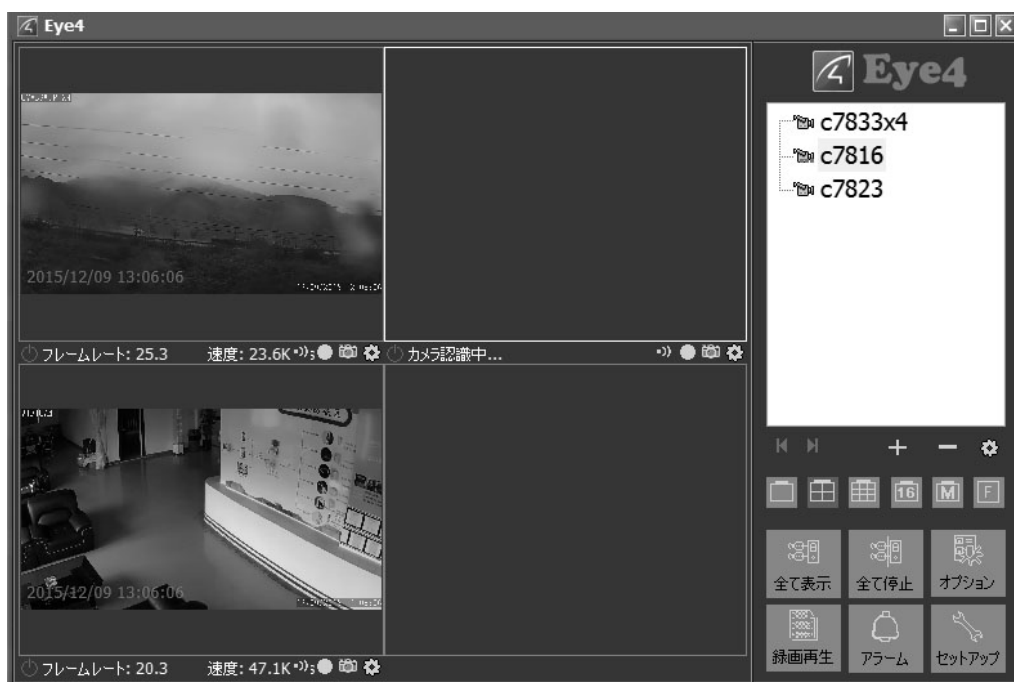 Eye4
2015/12/09 13:06:06
フレームレート: 25.3 速度: 23.6K
カメラ認識中...
2015/12/09 13:06:06
フレームレート: 20.3 速度: 47.1K
Eye4
c7833x4
c7816
c7823
16 M F
全て表示 全て停止 オプション
録画再生 アラーム セットアップ